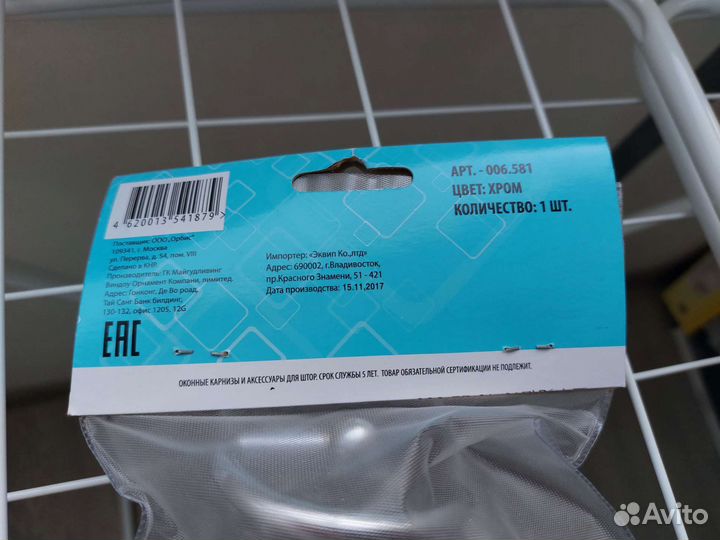 АРТ. - 006.581
ЦВЕТ: ХРОМ
КОЛИЧЕСТВО: 1 ШТ.
4 620013 541879 >
Поставщик: ООО„Орбис"
109341, г. Москва
ул. Перерва, д. 54, пом. VIII
Сделано в КНР
Производитель: ГК Майгудливинг
Виндоу Орнамент Компани, лимитед.
Адрес: Гонконг, Де Во роад,
Тай Санг Банк билдинг,
130-132, офис 1205, 12G
Импортер: «Эквип Ко.,лтд»
Адрес: 690002, г.Владивосток,
пр.Красного Знамени, 51 - 421
Дата производства: 15.11.2017
EAC
ОКОННЫЕ КАРНИЗЫ И АКСЕССУАРЫ ДЛЯ ШТОР. СРОК СЛУЖБЫ 5 ЛЕТ. ТОВАР ОБЯЗАТЕЛЬНОЙ СЕРТИФИКАЦИИ НЕ ПОДЛЕЖИТ.
Avito